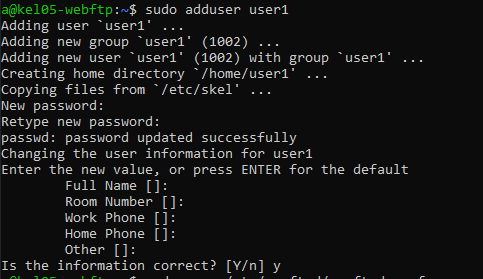 a@kel05-webftp:~$ sudo adduser user1
Adding user `user1' ...
Adding new group `user1' (1002) ...
Adding new user `user1' (1002) with group `user1' ...
Creating home directory `/home/user1' ...
Copying files from `/etc/skel' ...
New password:
Retype new password:
passwd: password updated successfully
Changing the user information for user1
Enter the new value, or press ENTER for the default
        Full Name []:
        Room Number []:
        Work Phone []:
        Home Phone []:
        Other []:
Is the information correct? [Y/n] y